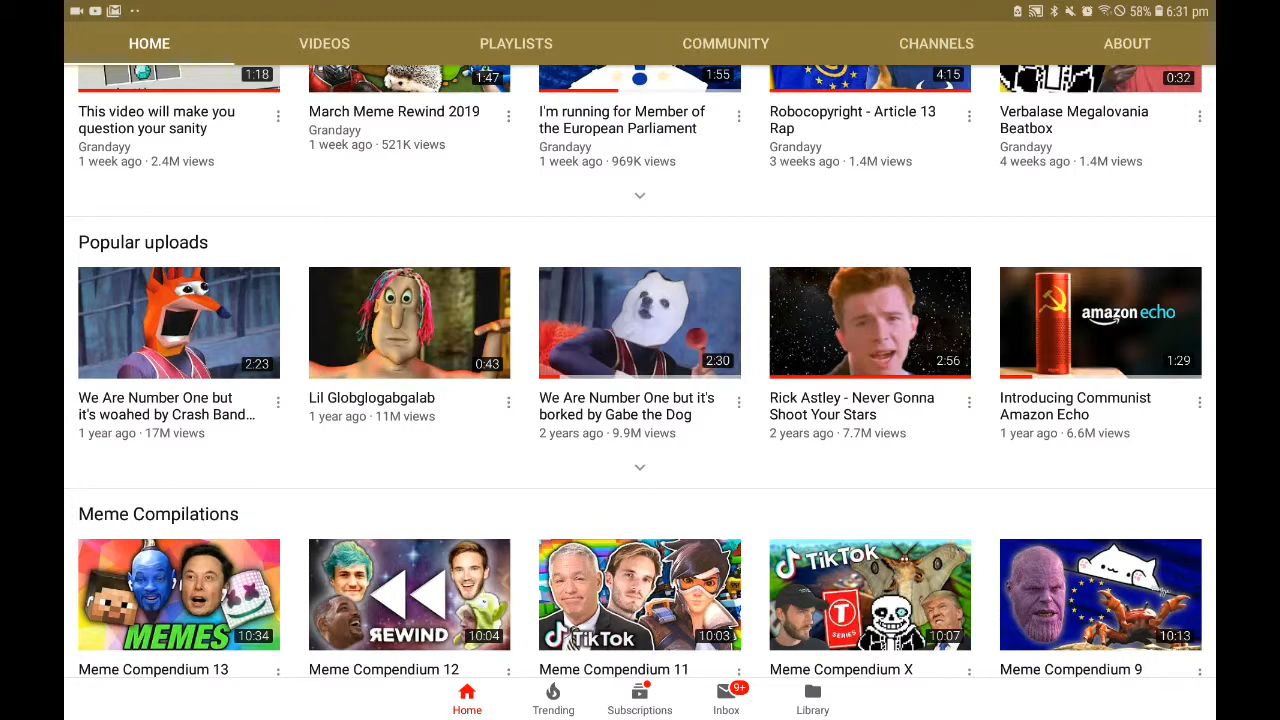 58% 6:31 pm
HOME VIDEOS PLAYLISTS COMMUNITY CHANNELS ABOUT
1:18 1:47 1:55 4:15 0:32
This video will make you question your sanity
Grandayy
1 week ago · 2.4M views
March Meme Rewind 2019
Grandayy
1 week ago · 521K views
I'm running for Member of the European Parliament
Grandayy
1 week ago · 969K views
Robocopyright - Article 13 Rap
Grandayy
3 weeks ago · 1.4M views
Verbalase Megalovania Beatbox
Grandayy
4 weeks ago · 1.4M views
Popular uploads
2:23
We Are Number One but
it's woahed by Crash Band...
1 year ago · 17M views
0:43
Lil Globglogabgalab
1 year ago · 11M views
2:30
We Are Number One but it's
borked by Gabe the Dog
2 years ago · 9.9M views
2:56
Rick Astley - Never Gonna
Shoot Your Stars
2 years ago · 7.7M views
amazon echo
1:29
Introducing Communist
Amazon Echo
1 year ago · 6.6M views
Meme Compilations
MEMES 10:34
Meme Compendium 13
ЯEWIND 10:04
Meme Compendium 12
TikTok 10:03
Meme Compendium 11
TikTok
T
SERIES
10:07
Meme Compendium X
10:13
Meme Compendium 9
9+
Home Trending Subscriptions Inbox Library